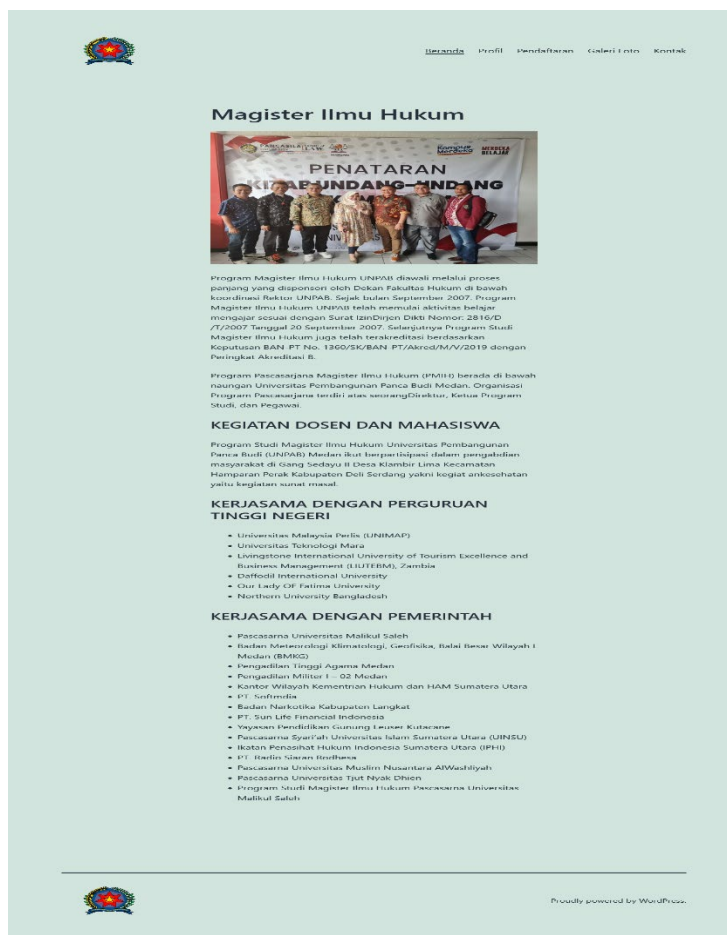 Beranda Profil Pendaftaran Galeri Foto Kontak
Magister Ilmu Hukum
PANCASILA
Kampus Merdeka
MERDEKA BELAJAR
PENATARAN
KITAB UNDANG-UNDANG
Program Magister Ilmu Hukum UNPAB diawali melalui proses
panjang yang disponsori oleh Dekan Fakultas Hukum di bawah
koordinasi Rektor UNPAB. Sejak bulan September 2007. Program
Magister Ilmu Hukum UNPAB telah memulai aktivitas belajar
mengajar sesuai dengan Surat IzinDirjen Dikti Nomor: 2816/D
/T/2007 Tanggal 20 September 2007. Selanjutnya Program Studi
Magister Ilmu Hukum juga telah terakreditasi berdasarkan
Keputusan BAN-PT No. 1360/SK/BAN-PT/Akred/M/V/2019 dengan
Peringkat Akreditasi B.
Program Pascasarjana Magister Ilmu Hukum (PMIH) berada di bawah
naungan Universitas Pembangunan Panca Budi Medan. Organisasi
Program Pascasarjana terdiri atas seorangDirektur, Ketua Program
Studi, dan Pegawai.
KEGIATAN DOSEN DAN MAHASISWA
Program Studi Magister Ilmu Hukum Universitas Pembangunan
Panca Budi (UNPAB) Medan ikut berpartisipasi dalam pengabdian
masyarakat di Gang Sedayu II Desa Klambir Lima Kecamatan
Hamparan Perak Kabupaten Deli Serdang yakni kegiat ankesehatan
yaitu kegiatan sunat masal.
KERJASAMA DENGAN PERGURUAN
TINGGI NEGERI
• Universitas Malaysia Perlis (UNIMAP)
• Universitas Teknologi Mara
• Livingstone International University of Tourism Excellence and
Business Management (LIUTEBM), Zambia
• Daffodil International University
• Our Lady OF Fatima University
• Northern University Bangladesh
KERJASAMA DENGAN PEMERINTAH
• Pascasarna Universitas Malikul Saleh
• Badan Meteorologi Klimatologi, Geofisika, Balai Besar Wilayah I
Medan (BMKG)
• Pengadilan Tinggi Agama Medan
• Pengadilan Militer I – 02 Medan
• Kantor Wilayah Kementrian Hukum dan HAM Sumatera Utara
• PT. Softmdia
• Badan Narkotika Kabupaten Langkat
• PT. Sun Life Financial Indonesia
• Yayasan Pendidikan Gunung Leuser Kutacane
• Pascasarna Syari'ah Universitas Islam Sumatera Utara (UINSU)
• Ikatan Penasihat Hukum Indonesia Sumatera Utara (IPHI)
• PT. Radio Siaran Bodhesa
• Pascasarna Universitas Muslim Nusantara AlWashliyah
• Pascasarna Universitas Tjut Nyak Dhien
• Program Studi Magister Ilmu Hukum Pascasarna Universitas
Malikul Saleh
Proudly powered by WordPress.